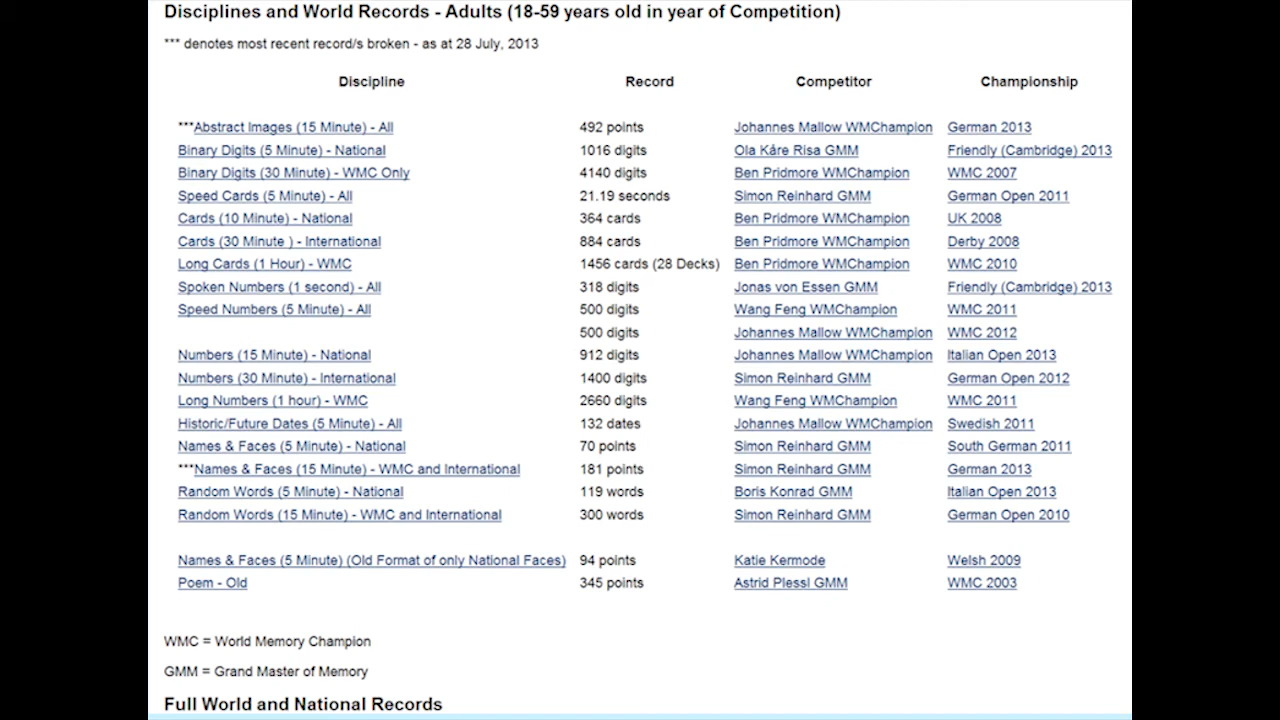 Disciplines and World Records - Adults (18-59 years old in year of Competition)
*** denotes most recent record/s broken - as at 28 July, 2013
Discipline Record Competitor Championship
***Abstract Images (15 Minute) - All 492 points Johannes Mallow WMChampion German 2013
Binary Digits (5 Minute) - National 1016 digits Ola Kåre Risa GMM Friendly (Cambridge) 2013
Binary Digits (30 Minute) - WMC Only 4140 digits Ben Pridmore WMChampion WMC 2007
Speed Cards (5 Minute) - All 21.19 seconds Simon Reinhard GMM German Open 2011
Cards (10 Minute) - National 364 cards Ben Pridmore WMChampion UK 2008
Cards (30 Minute ) - International 884 cards Ben Pridmore WMChampion Derby 2008
Long Cards (1 Hour) - WMC 1456 cards (28 Decks) Ben Pridmore WMChampion WMC 2010
Spoken Numbers (1 second) - All 318 digits Jonas von Essen GMM Friendly (Cambridge) 2013
Speed Numbers (5 Minute) - All 500 digits Wang Feng WMChampion WMC 2011
500 digits Johannes Mallow WMChampion WMC 2012
Numbers (15 Minute) - National 912 digits Johannes Mallow WMChampion Italian Open 2013
Numbers (30 Minute) - International 1400 digits Simon Reinhard GMM German Open 2012
Long Numbers (1 hour) - WMC 2660 digits Wang Feng WMChampion WMC 2011
Historic/Future Dates (5 Minute) - All 132 dates Johannes Mallow WMChampion Swedish 2011
Names & Faces (5 Minute) - National 70 points Simon Reinhard GMM South German 2011
***Names & Faces (15 Minute) - WMC and International 181 points Simon Reinhard GMM German 2013
Random Words (5 Minute) - National 119 words Boris Konrad GMM Italian Open 2013
Random Words (15 Minute) - WMC and International 300 words Simon Reinhard GMM German Open 2010
Names & Faces (5 Minute) (Old Format of only National Faces) 94 points Katie Kermode Welsh 2009
Poem - Old 345 points Astrid Plessl GMM WMC 2003
WMC = World Memory Champion
GMM = Grand Master of Memory
Full World and National Records